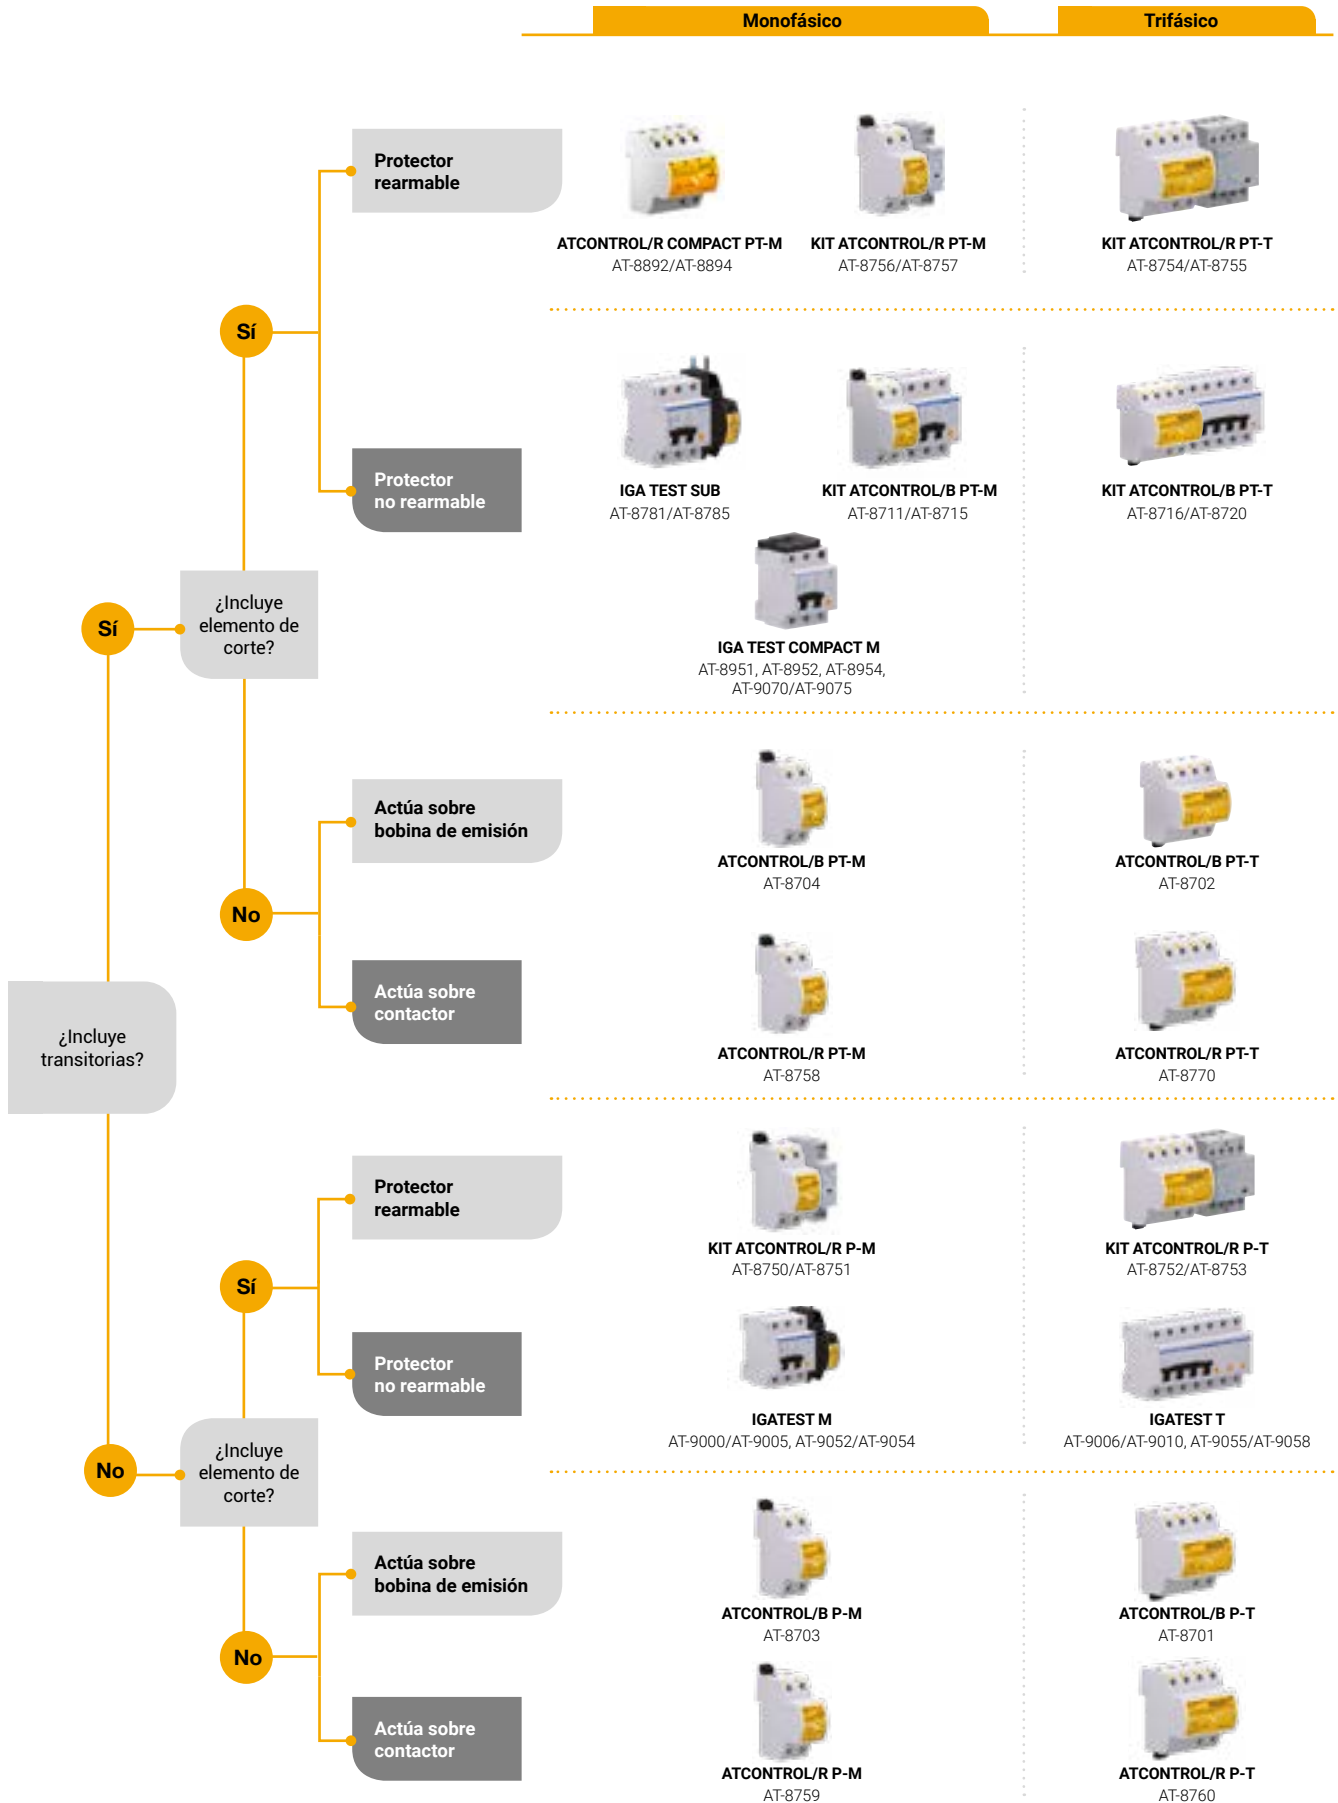 Monofásico
Trifásico
Protector
rearmable
ATCONTROL/R COMPACT PT-M
AT-8892/AT-8894
KIT ATCONTROL/R PT-M
AT-8756/AT-8757
KIT ATCONTROL/R PT-T
AT-8754/AT-8755
Sí
Protector
no rearmable
IGA TEST SUB
AT-8781/AT-8785
KIT ATCONTROL/B PT-M
AT-8711/AT-8715
KIT ATCONTROL/B PT-T
AT-8716/AT-8720
IGA TEST COMPACT M
AT-8951, AT-8952, AT-8954,
AT-9070/AT-9075
Sí
¿Incluye
elemento de
corte?
Actúa sobre
bobina de emisión
ATCONTROL/B PT-M
AT-8704
ATCONTROL/B PT-T
AT-8702
No
Actúa sobre
contactor
ATCONTROL/R PT-M
AT-8758
ATCONTROL/R PT-T
AT-8770
¿Incluye
transitorias?
Protector
rearmable
KIT ATCONTROL/R P-M
AT-8750/AT-8751
KIT ATCONTROL/R P-T
AT-8752/AT-8753
Sí
Protector
no rearmable
IGATEST M
AT-9000/AT-9005, AT-9052/AT-9054
IGATEST T
AT-9006/AT-9010, AT-9055/AT-9058
No
¿Incluye
elemento de
corte?
Actúa sobre
bobina de emisión
ATCONTROL/B P-M
AT-8703
ATCONTROL/B P-T
AT-8701
No
Actúa sobre
contactor
ATCONTROL/R P-M
AT-8759
ATCONTROL/R P-T
AT-8760